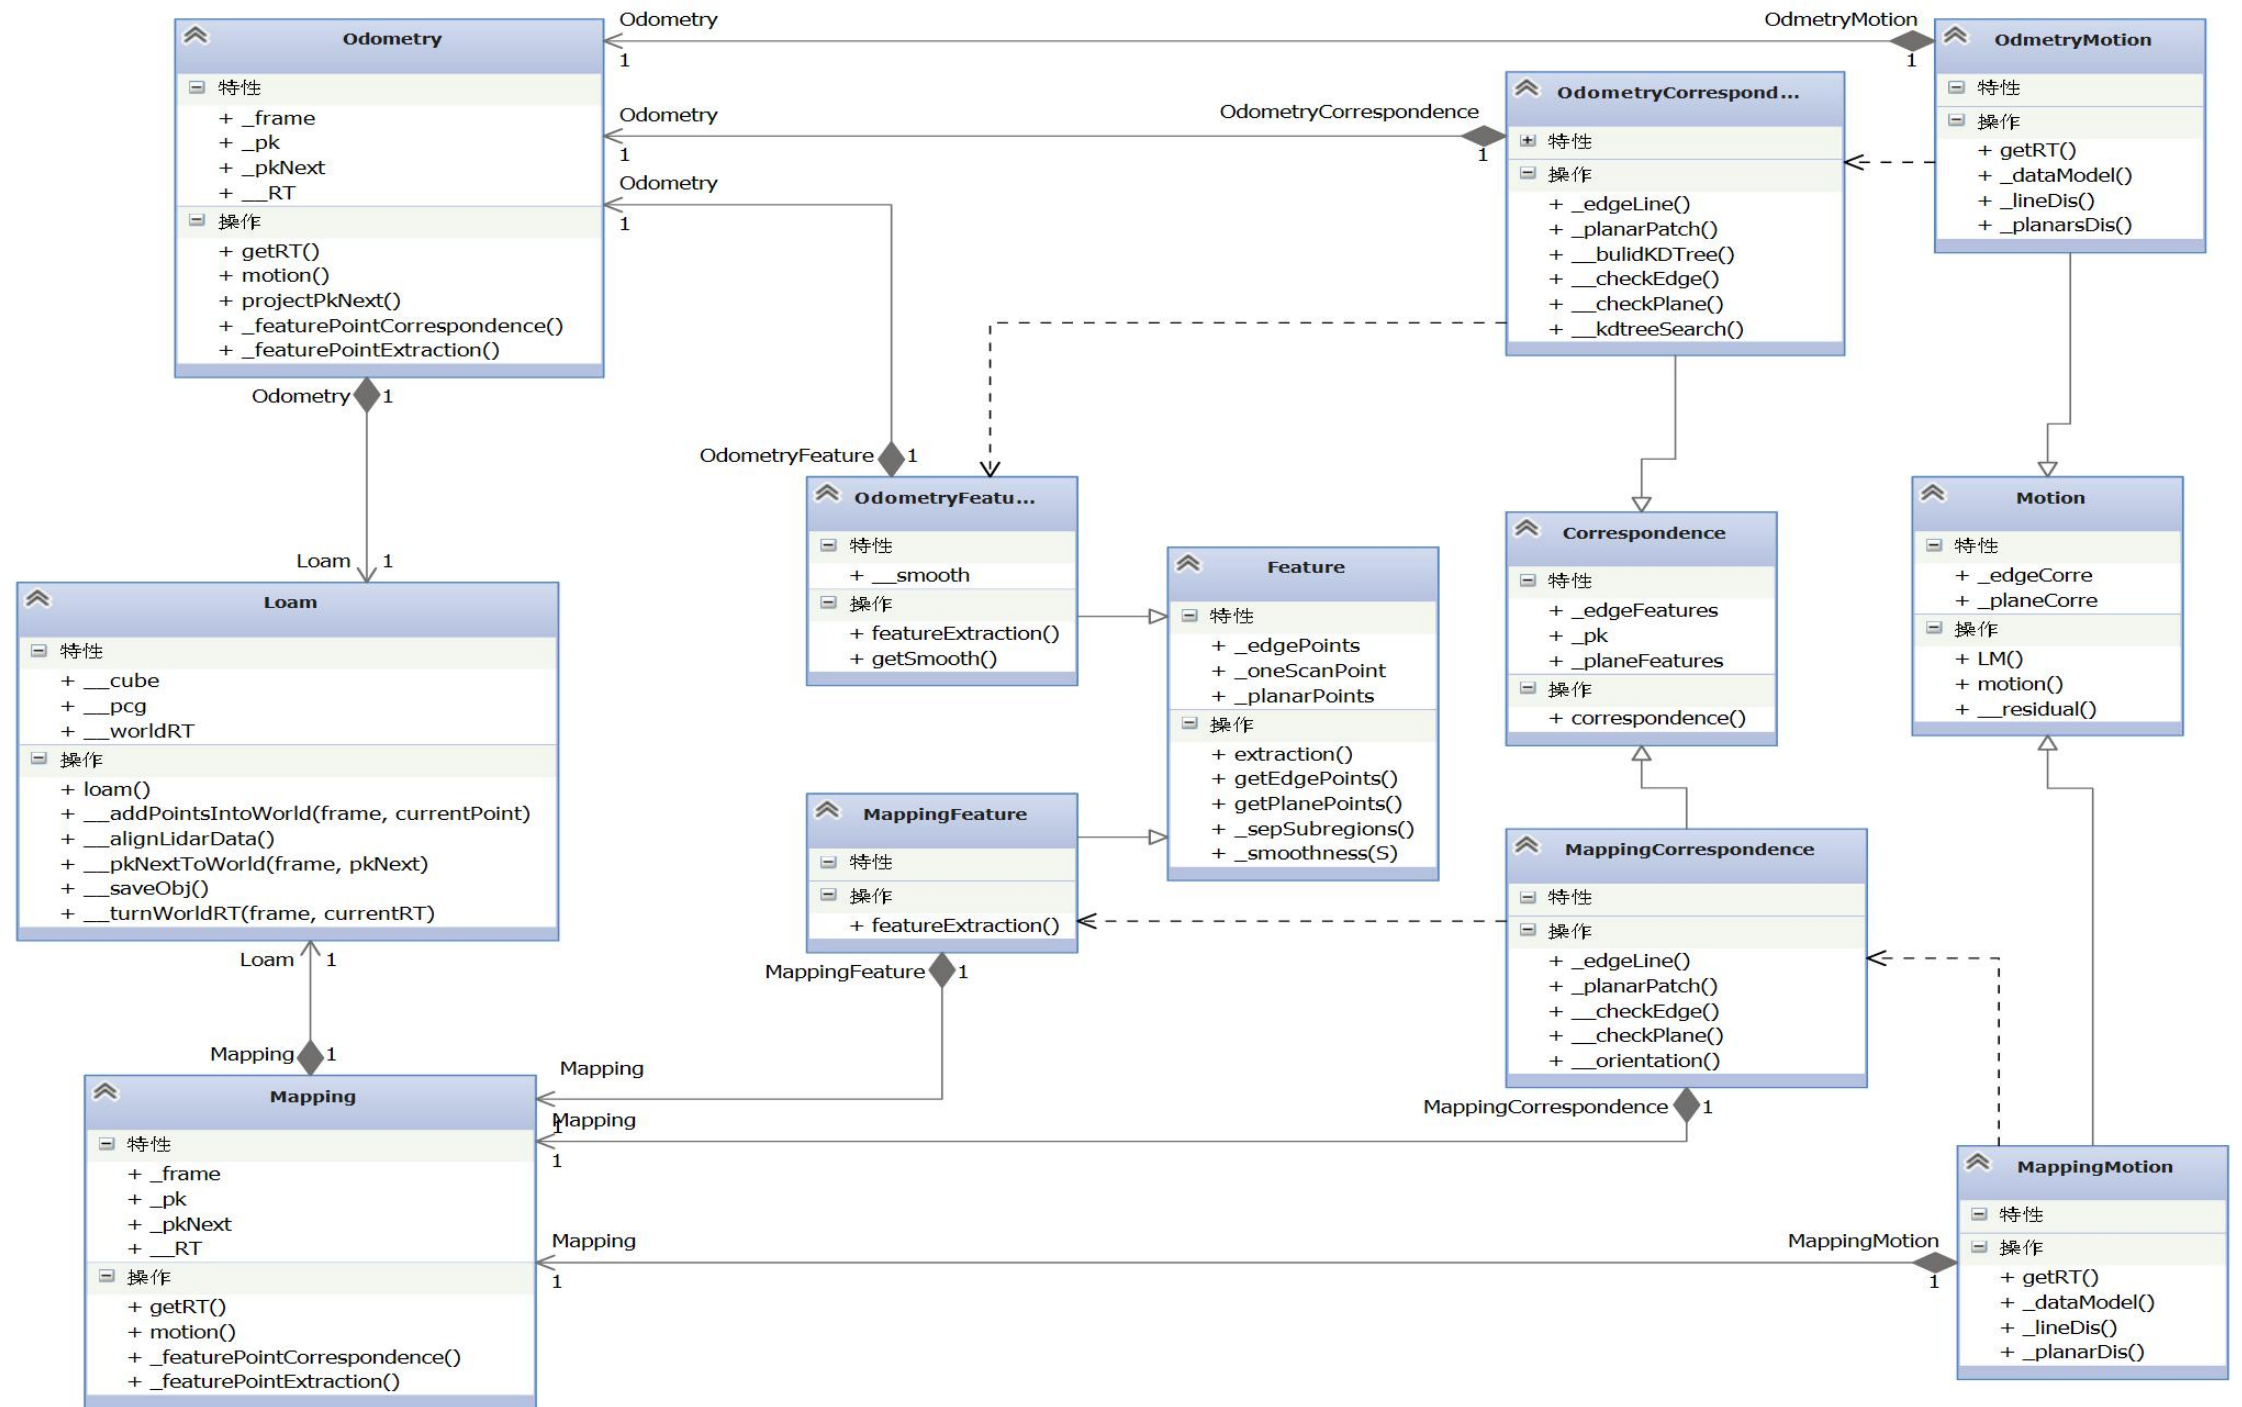 Odometry
特性
+ _frame
+ _pk
+ _pkNext
+ __RT
操作
+ getRT()
+ motion()
+ projectPkNext()
+ _featurePointCorrespondence()
+ _featurePointExtraction()
Odometry
1
OdmetryMotion
1
Odometry
1
OdometryCorrespondence
1
Odometry
1
OdometryFeature
1
OdmetryMotion
特性
操作
+ getRT()
+ _dataModel()
+ _lineDis()
+ _planarsDis()
OdometryCorrespond...
特性
操作
+ _edgeLine()
+ _planarPatch()
+ __bulidKDTree()
+ __checkEdge()
+ __checkPlane()
+ __kdtreeSearch()
Odometry
1
Loam
1
OdometryFeatu...
特性
+ __smooth
操作
+ featureExtraction()
+ getSmooth()
Feature
特性
+ _edgePoints
+ _oneScanPoint
+ _planarPoints
操作
+ extraction()
+ getEdgePoints()
+ getPlanePoints()
+ _sepSubregions()
+ _smoothness(S)
Correspondence
特性
+ _edgeFeatures
+ _pk
+ _planeFeatures
操作
+ correspondence()
Motion
特性
+ _edgeCorre
+ _planeCorre
操作
+ LM()
+ motion()
+ __residual()
Loam
特性
+ __cube
+ __pcg
+ __worldRT
操作
+ loam()
+ __addPointsIntoWorld(frame, currentPoint)
+ __alignLidarData()
+ __pkNextToWorld(frame, pkNext)
+ __saveObj()
+ __turnWorldRT(frame, currentRT)
MappingFeature
特性
操作
+ featureExtraction()
MappingCorrespondence
特性
操作
+ _edgeLine()
+ _planarPatch()
+ __checkEdge()
+ __checkPlane()
+ __orientation()
Loam
1
Mapping
1
MappingFeature
1
Mapping
1
MappingCorrespondence
1
Mapping
1
MappingMotion
1
Mapping
1
Mapping
特性
+ _frame
+ _pk
+ _pkNext
+ __RT
操作
+ getRT()
+ motion()
+ _featurePointCorrespondence()
+ _featurePointExtraction()
MappingMotion
特性
操作
+ getRT()
+ _dataModel()
+ _lineDis()
+ _planarDis()